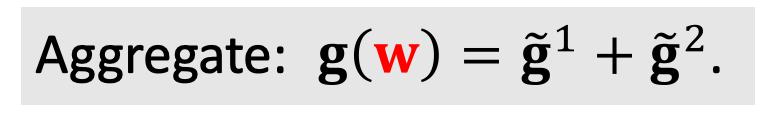 Aggregate: 𝐠(𝐰) = 𝐠̃¹ + 𝐠̃².